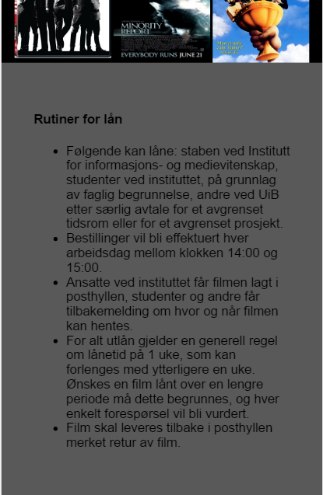 MINORITY
REPORT
EVERYBODY RUNS JUNE 21
Rutiner for lån
Følgende kan låne: staben ved Institutt
for informasjons- og medievitenskap,
studenter ved instituttet, på grunnlag
av faglig begrunnelse, andre ved UiB
etter særlig avtale for et avgrenset
tidsrom eller for et avgrenset prosjekt.
Bestillinger vil bli effektuert hver
arbeidsdag mellom klokken 14:00 og
15:00.
Ansatte ved instituttet får filmen lagt i
posthyllen, studenter og andre får
tilbakemelding om hvor og når filmen
kan hentes.
For alt utlån gjelder en generell regel
om lånetid på 1 uke, som kan
forlenges med ytterligere en uke.
Ønskes en film lånt over en lengre
periode må dette begrunnes, og hver
enkelt forespørsel vil bli vurdert.
Film skal leveres tilbake i posthyllen
merket retur av film.